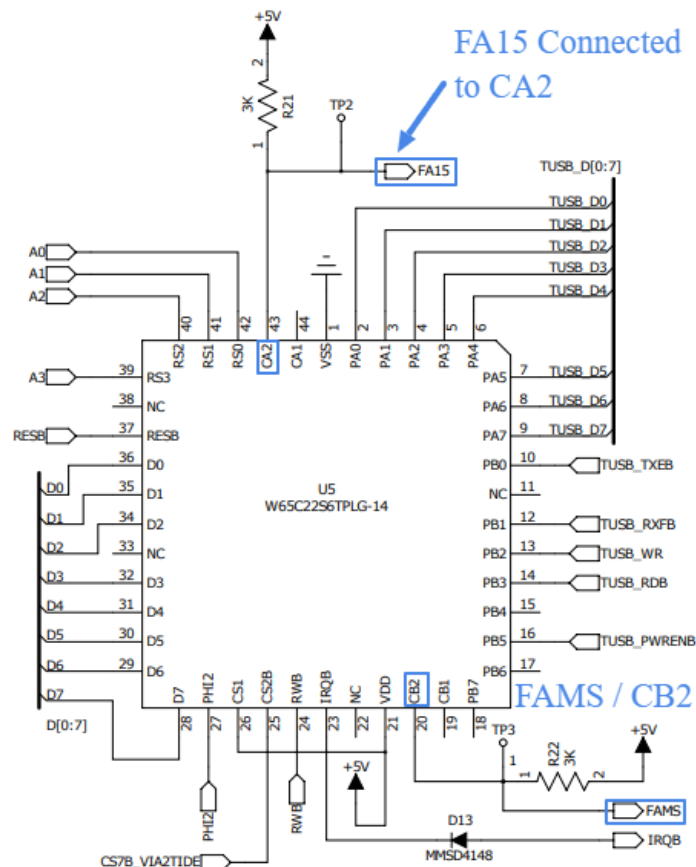 +5V
FA15 Connected
to CA2
2
3K
R21
1
TP2
FA15
TUSB_D[0:7]
TUSB_D0
TUSB_D1
TUSB_D2
TUSB_D3
TUSB_D4
A0
A1
A2
40
41
42
43
44
1
2
3
4
5
6
RS2
RS1
RS0
CA2
CA1
VSS
PA0
PA1
PA2
PA3
PA4
A3
39
RS3
PA5
7
TUSB_D5
38
NC
PA6
8
TUSB_D6
RESB
37
RESB
PA7
9
TUSB_D7
36
D0
PB0
10
TUSB_TXEB
D0
35
D1
U5
NC
11
D1
34
D2
W65C22S6TPLG-14
PB1
12
TUSB_RXFB
D2
33
NC
PB2
13
TUSB_WR
D3
32
D3
PB3
14
TUSB_RDB
D4
31
D4
PB4
15
D5
30
D5
PB5
16
TUSB_PWRENB
D6
29
D6
PB6
17
D7
D7
PHI2
CS1
CS2B
RWB
IRQB
NC
VDD
CB2
CB1
PB7
FAMS / CB2
D[0:7]
28
27
26
25
24
23
22
21
20
19
18
TP3
1
+5V
R22
3K
1
2
+5V
PHI2
RWB
FAMS
D13
MMSD4148
IRQB
CS7B_VIA2TIDE